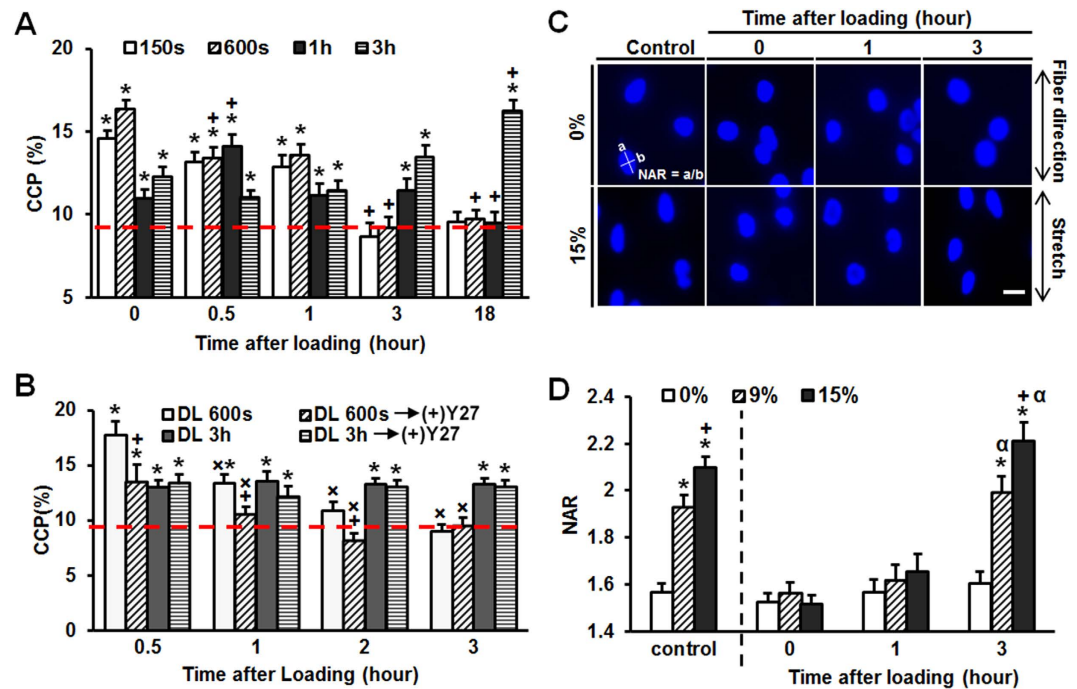 A
20
15
10
5
CCP (%)
150s 600s 1h 3h
* * * *
* + * + * *
* * * *
+ + * *
+ + + *
0 0.5 1 3 18
Time after loading (hour)
B
20
15
10
5
0
CCP(%)
DL 600s DL 600s→(+)Y27
DL 3h DL 3h→(+)Y27
* + * * *
×* × + * *
× × + * *
× × * *
0.5 1 2 3
Time after Loading (hour)
C
Time after loading (hour)
Control 0 1 3
0%
15%
a
b
NAR = a/b
Fiber direction
Stretch
D
2.4
2.2
2
1.8
1.6
1.4
NAR
0% 9% 15%
* + *
α * + α *
control 0 1 3
Time after loading (hour)